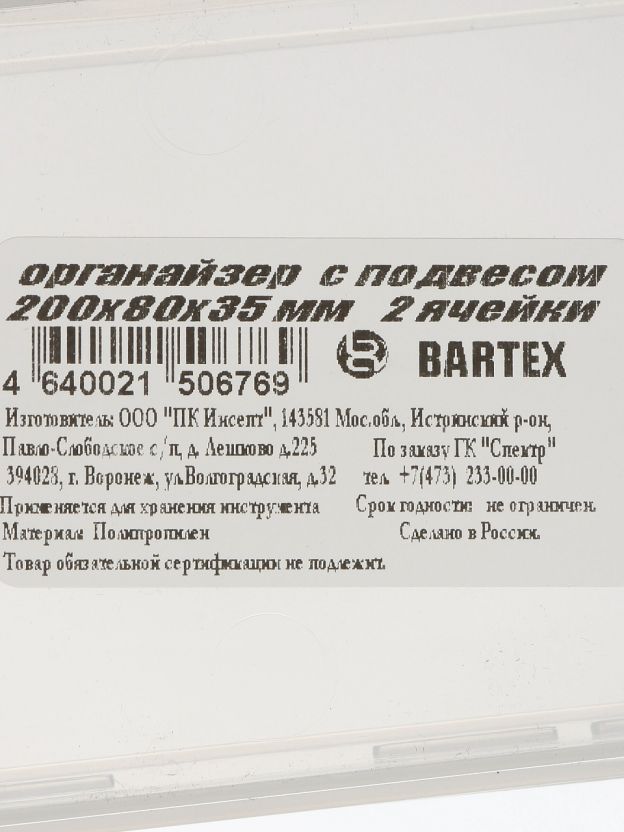 органайзер с подвесом
200х80х35 мм 2 ячейки
4 640021 506769 BARTEX
Изготовитель: ООО "ПК Инсепт", 143581 Мос.обл, Истринский р-он,
Павло-Слободское с/п, д. Лешково д.225 По заказу ГК "Спектр"
394028, г. Воронеж, ул.Волгоградская, д.32 тел. +7(473) 233-00-00
Применяется для хранения инструмента Срок годности: не ограничен.
Материал: Полипропилен Сделано в России.
Товар обязательной сертификации не подлежит.